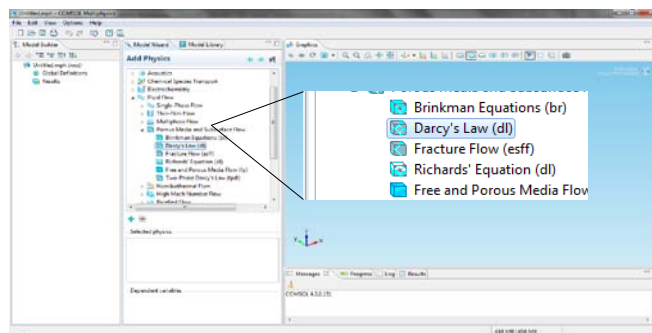 Untitled.mph - COMSOL Multiphysics
File Edit View Options Help
Model Builder
Untitled.mph (root)
Global Definitions
Results
Model Wizard
Model Library
Add Physics
Acoustics
Chemical Species Transport
Electrochemistry
Fluid Flow
Single-Phase Flow
Thin-Film Flow
Multiphase Flow
Porous Media and Subsurface Flow
Brinkman Equations (br)
Darcy's Law (dl)
Fracture Flow (esff)
Richards' Equation (dl)
Free and Porous Media Flow (fp)
Two-Phase Darcy's Law (tpdl)
Nonisothermal Flow
High Mach Number Flow
Selected physics
Dependent variables
Graphics
Brinkman Equations (br)
Darcy's Law (dl)
Fracture Flow (esff)
Richards' Equation (dl)
Free and Porous Media Flow
y z x
Messages
Progress
Log
Results